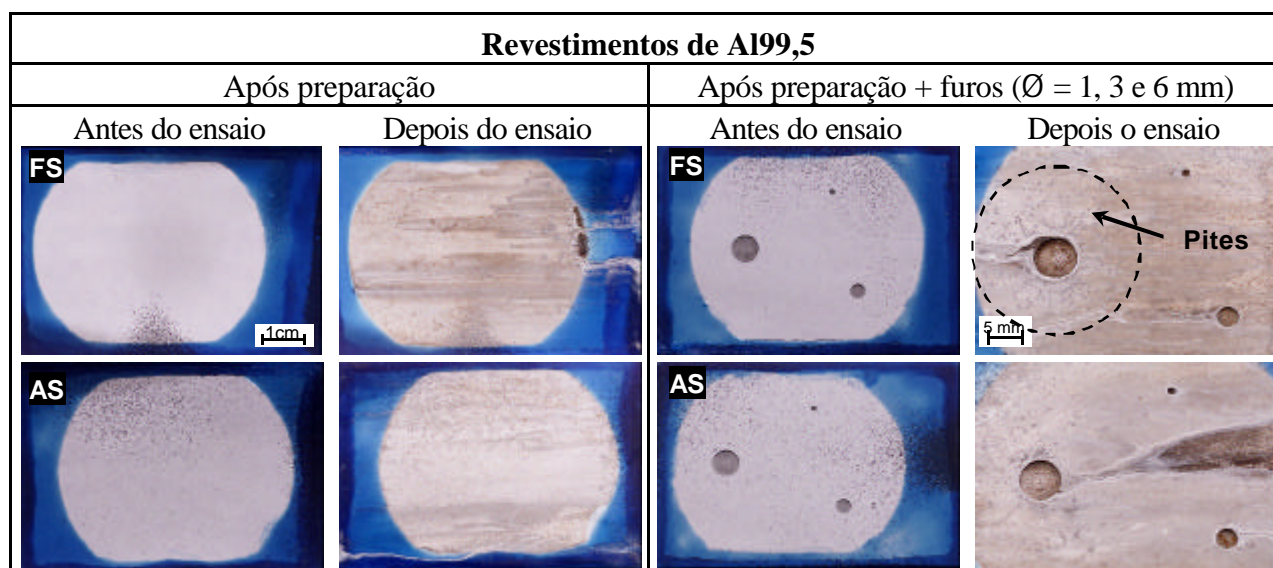 Revestimentos de Al99,5
Após preparação
Após preparação + furos (Ø = 1, 3 e 6 mm)
Antes do ensaio
Depois do ensaio
Antes do ensaio
Depois o ensaio
FS
1cm
FS
Pites
5 mm
AS
AS